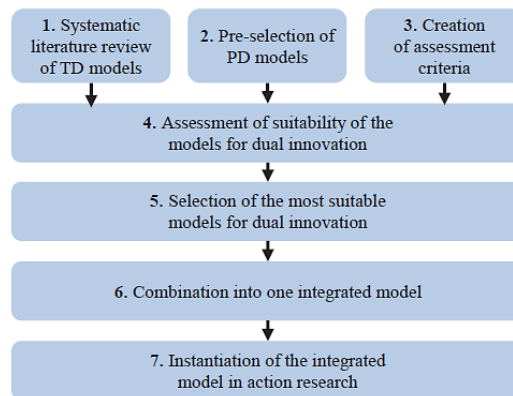 1. Systematic
literature review
of TD models
2. Pre-selection of
PD models
3. Creation
of assessment
criteria
4. Assessment of suitability of the
models for dual innovation
5. Selection of the most suitable
models for dual innovation
6. Combination into one integrated model
7. Instantiation of the integrated
model in action research